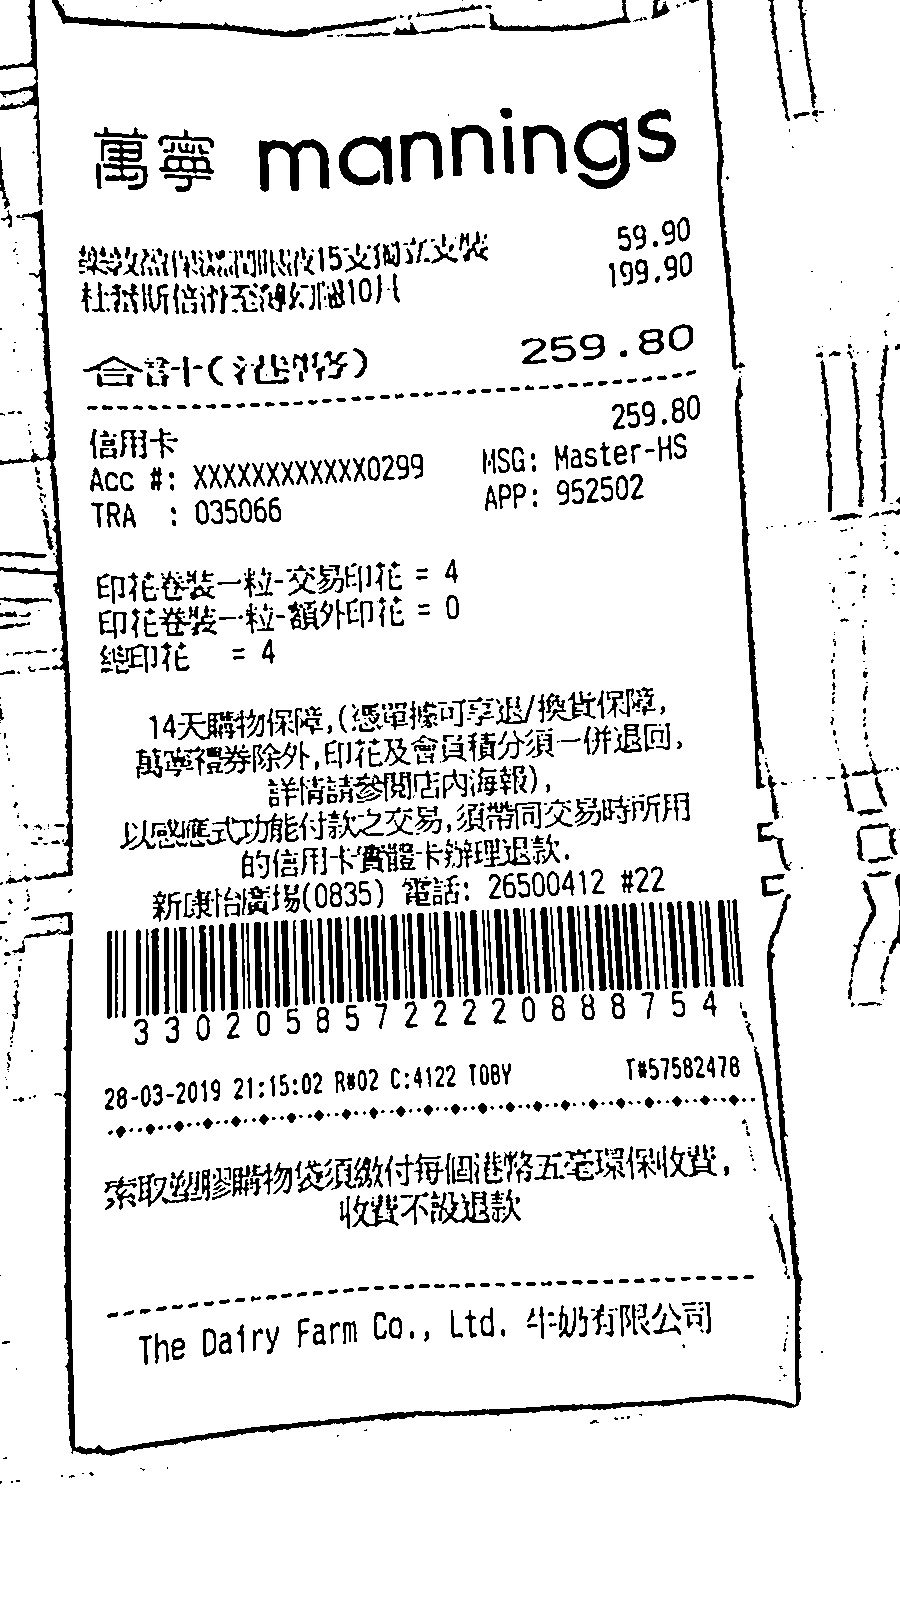 萬寧 mannings
15支獨立支裝 59.90
杜蕾斯倍滑至薄幻隱10片 199.90
合計(港幣) 259.80
信用卡 259.80
Acc #: XXXXXXXXXXXX0299 MSG: Master-HS
TRA : 035066 APP: 952502
印花卷裝一粒-交易印花 = 4
印花卷裝一粒-額外印花 = 0
總印花 = 4
14天購物保障,(憑單據可享退/換貨保障,
萬寧禮券除外,印花及會員積分須一併退回,
詳情請參閱店內海報),
以感應式功能付款之交易,須帶同交易時所用
的信用卡實體卡辦理退款.
新康怡廣場(0835) 電話: 26500412 #22
33020585722220888754
28-03-2019 21:15:02 R#02 C:4122 TOBY T#57582478
索取塑膠購物袋須繳付每個港幣五毫環保收費,
收費不設退款
The Dairy Farm Co., Ltd. 牛奶有限公司